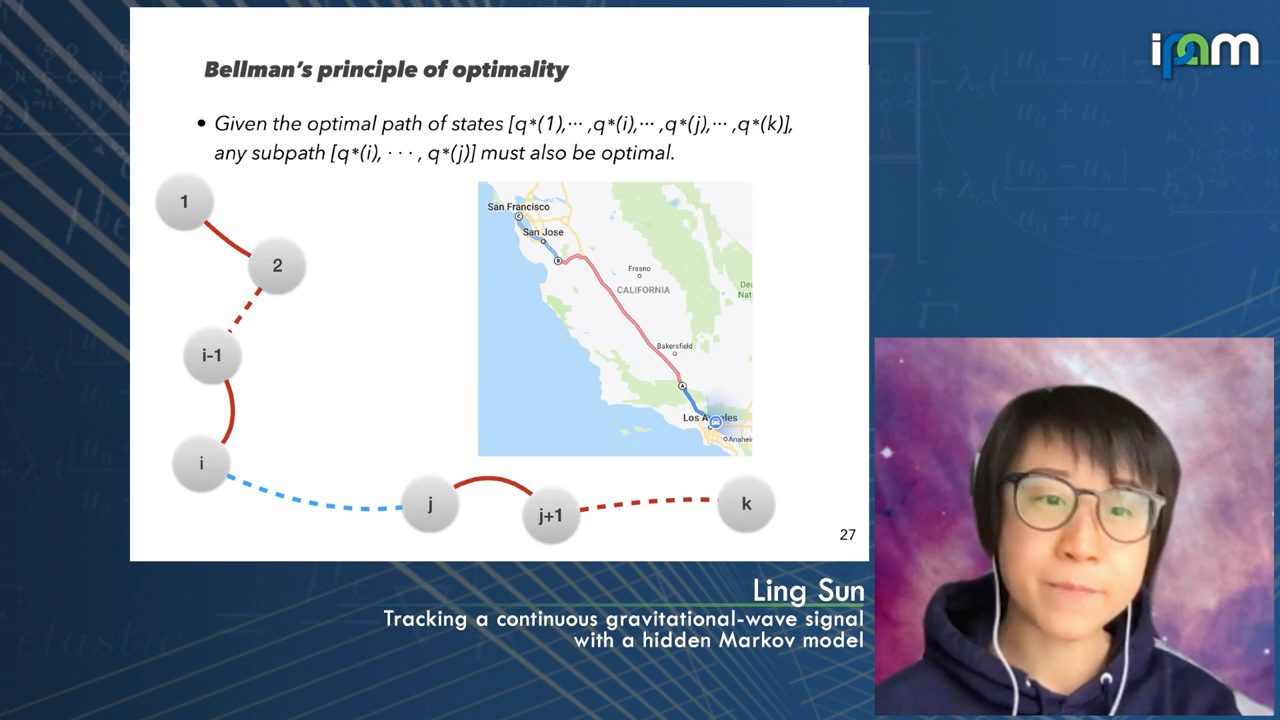 ipam
Bellman's principle of optimality
• Given the optimal path of states [q*(1),··· ,q*(i),··· ,q*(j),··· ,q*(k)],
any subpath [q*(i), · · · , q*(j)] must also be optimal.
1
2
i-1
i
j
j+1
k
San Francisco
C
San Jose
B
Fresno
CALIFORNIA
Bakersfield
A
Los Angeles
27
Ling Sun
Tracking a continuous gravitational-wave signal
with a hidden Markov model